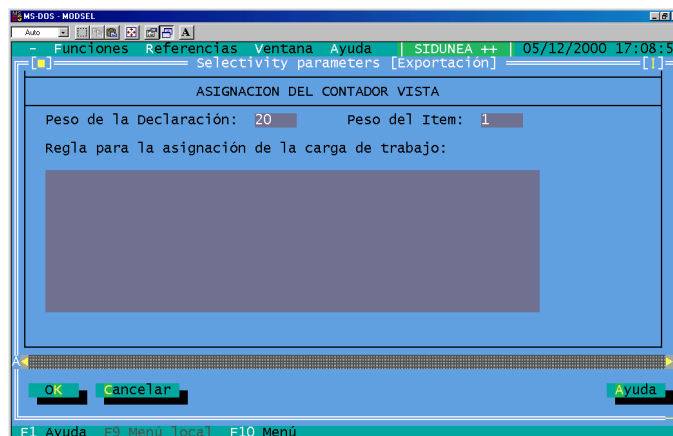 MS-DOS - MODSEL
Auto A
- Funciones Referencias Ventana Ayuda | SIDUNEA ++ | 05/12/2000 17:08:5
Selectivity parameters [Exportación]
ASIGNACION DEL CONTADOR VISTA
Peso de la Declaración: 20 Peso del Item: 1
Regla para la asignación de la carga de trabajo:
A
OK Cancelar Ayuda
F1 Ayuda F9 Menú local F10 Menú